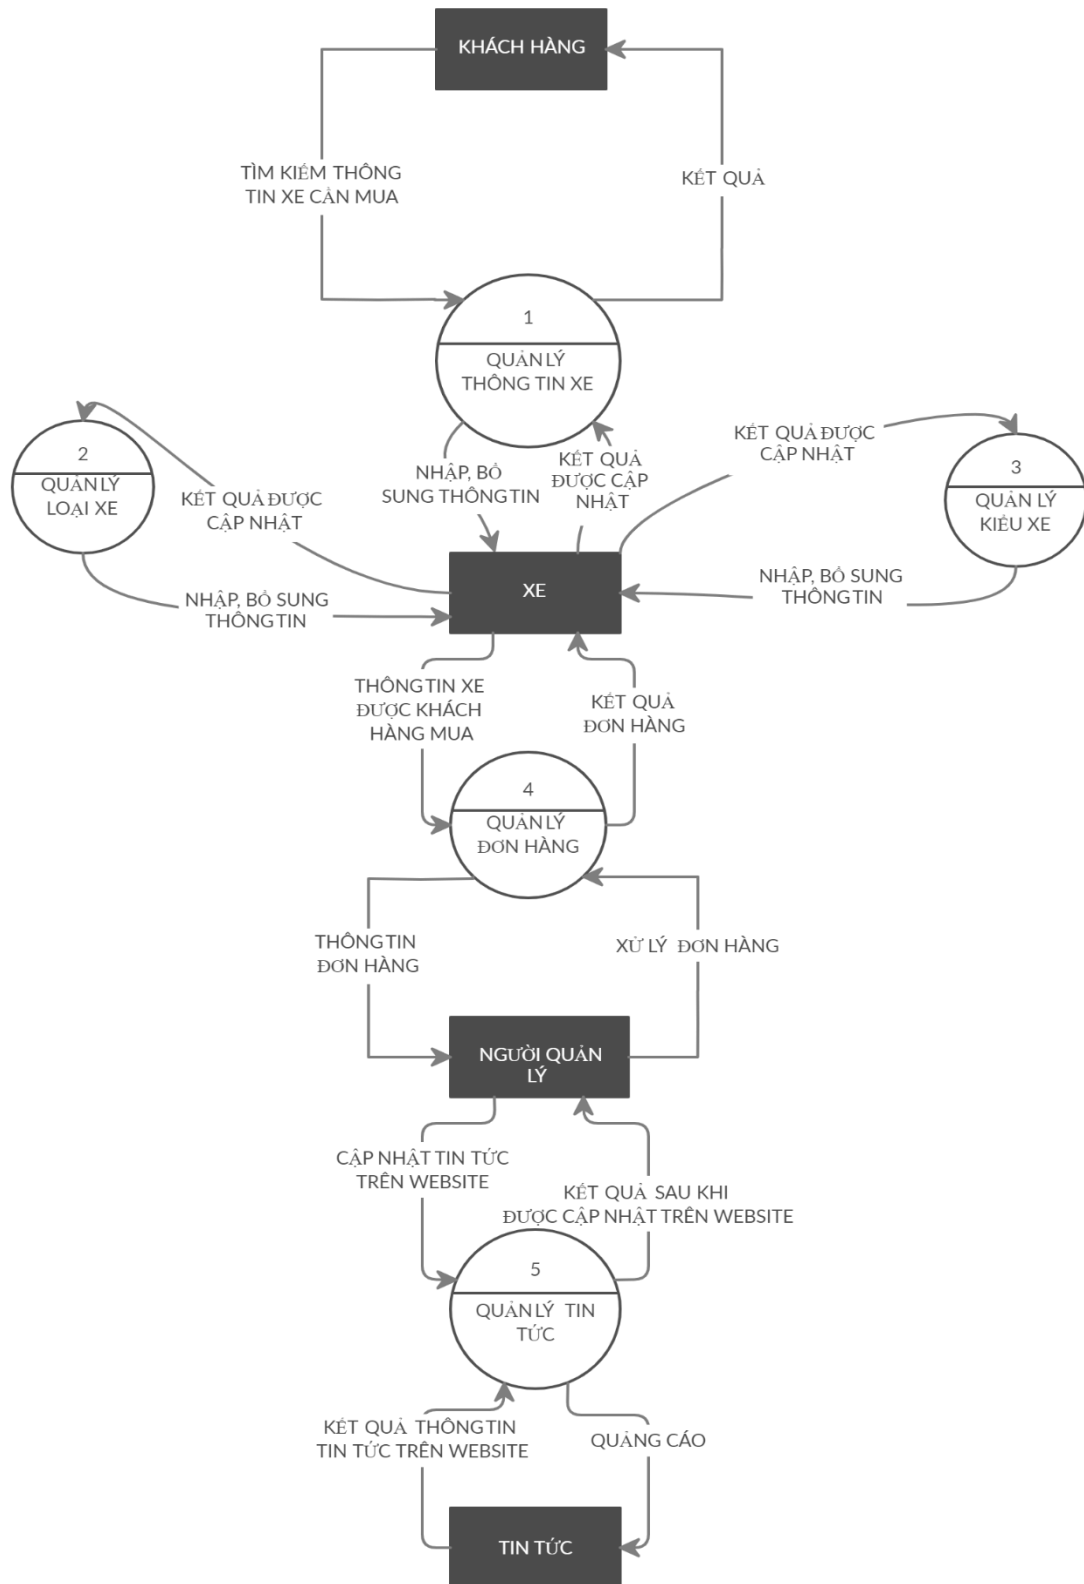 KHÁCH HÀNG
TÌM KIẾM THÔNG
TIN XE CẦN MUA
KẾT QUẢ
1
QUẢN LÝ
THÔNG TIN XE
2
QUẢN LÝ
LOẠI XE
KẾT QUẢ ĐƯỢC
CẬP NHẬT
NHẬP, BỔ
SUNG THÔNG TIN
KẾT QUẢ
ĐƯỢC CẬP
NHẬT
KẾT QUẢ ĐƯỢC
CẬP NHẬT
3
QUẢN LÝ
KIỂU XE
NHẬP, BỔ SUNG
THÔNG TIN
XE
NHẬP, BỔ SUNG
THÔNG TIN
THÔNG TIN XE
ĐƯỢC KHÁCH
HÀNG MUA
KẾT QUẢ
ĐƠN HÀNG
4
QUẢN LÝ
ĐƠN HÀNG
THÔNG TIN
ĐƠN HÀNG
XỬ LÝ ĐƠN HÀNG
NGƯỜI QUẢN
LÝ
CẬP NHẬT TIN TỨC
TRÊN WEBSITE
KẾT QUẢ SAU KHI
ĐƯỢC CẬP NHẬT TRÊN WEBSITE
5
QUẢN LÝ TIN
TỨC
KẾT QUẢ THÔNG TIN
TIN TỨC TRÊN WEBSITE
QUẢNG CÁO
TIN TỨC